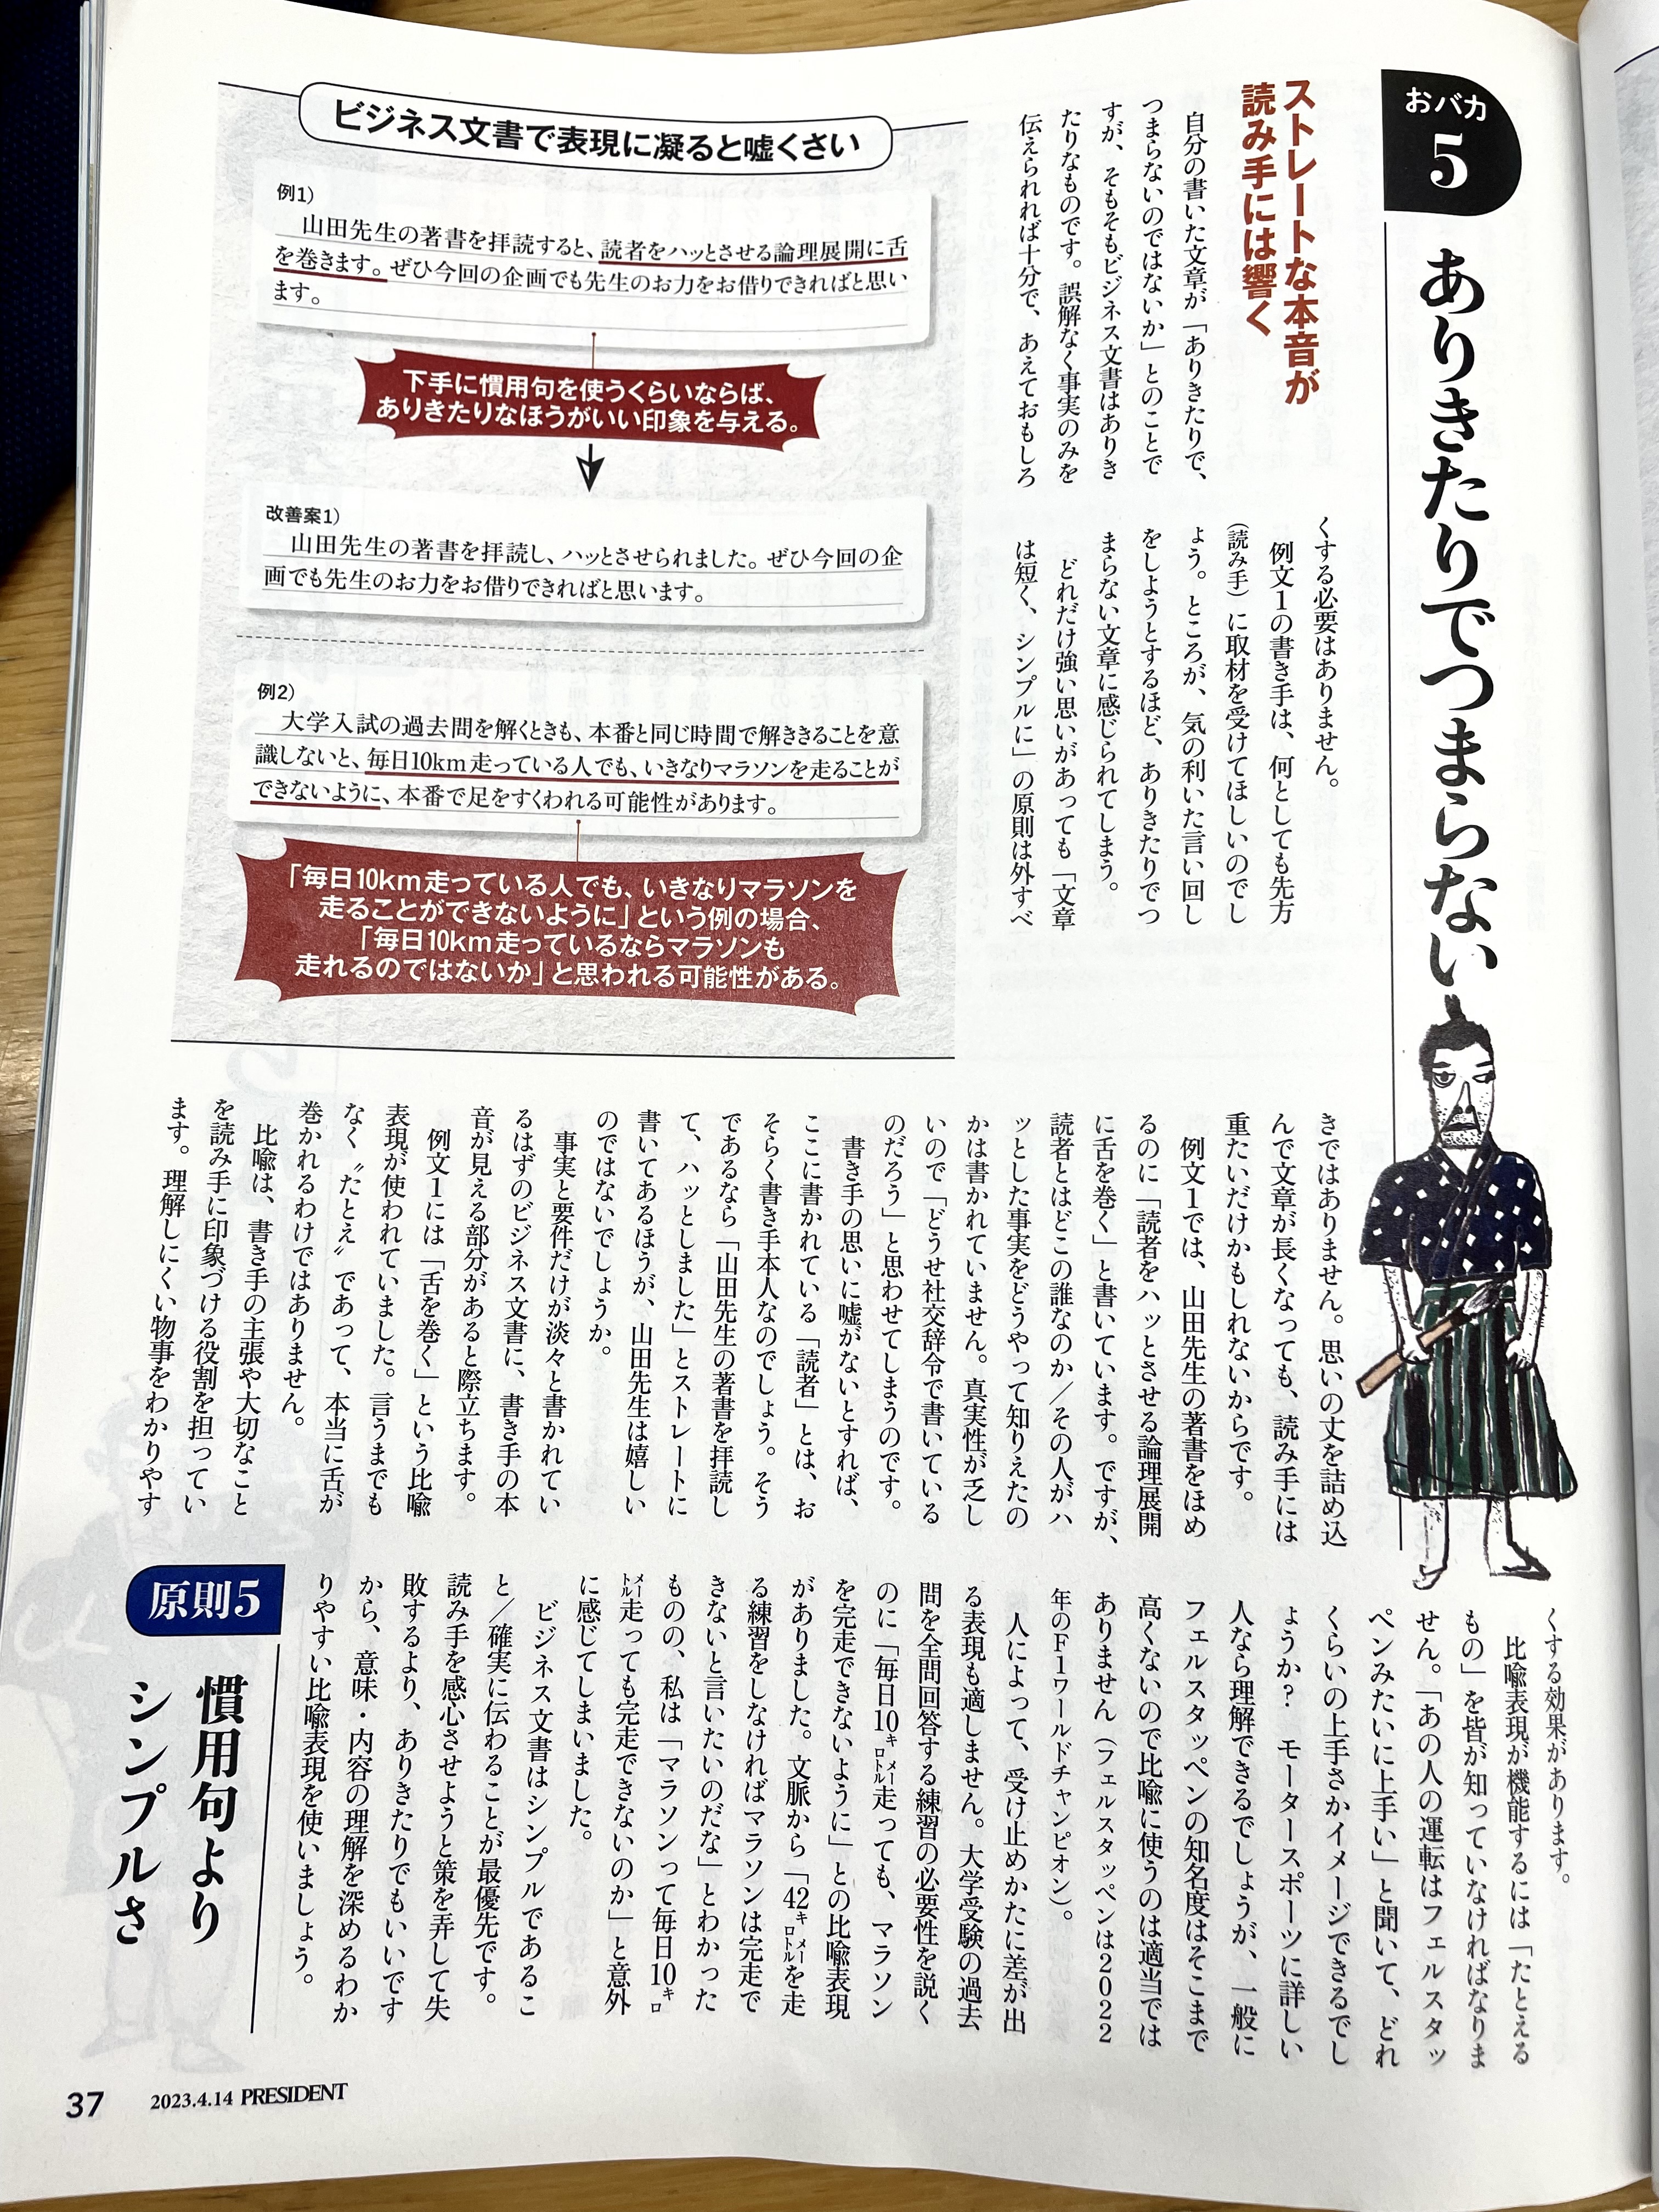 おバカ
5
ありきたりでつまらない
ストレートな本音が
読み手には響く
自分の書いた文章が「ありきたりで、
つまらないのではないか」とのことで
すが、そもそもビジネス文書はありき
たりなものです。誤解なく事実のみを
伝えられれば十分で、あえておもしろ
くする必要はありません。
例文1の書き手は、何としても先方
(読み手)に取材を受けてほしいのでし
ょう。ところが、気の利いた言い回し
をしようとするほど、ありきたりでつ
まらない文章に感じられてしまう。
どれだけ強い思いがあっても「文章
は短く、シンプルに」の原則は外すべ
ビジネス文書で表現に凝ると嘘くさい
例1)
山田先生の著書を拝読すると、読者をハッとさせる論理展開に舌
を巻きます。ぜひ今回の企画でも先生のお力をお借りできればと思い
ます。
下手に慣用句を使うくらいならば、
ありきたりなほうがいい印象を与える。
改善案1)
山田先生の著書を拝読し、ハッとさせられました。ぜひ今回の企
画でも先生のお力をお借りできればと思います。
例2)
大学入試の過去問を解くときも、本番と同じ時間で解ききることを意
識しないと、毎日10km走っている人でも、いきなりマラソンを走ることが
できないように、本番で足をすくわれる可能性があります。
「毎日10km走っている人でも、いきなりマラソンを
走ることができないように」という例の場合、
「毎日10km走っているならマラソンも
走れるのではないか」と思われる可能性がある。
きではありません。思いの丈を詰め込
んで文章が長くなっても、読み手には
重たいだけかもしれないからです。
例文1では、山田先生の著書をほめ
るのに「読者をハッとさせる論理展開
に舌を巻く」と書いています。ですが、
読者とはどこの誰なのか/その人がハ
ッとした事実をどうやって知りえたの
かは書かれていません。真実性が乏し
いので「どうせ社交辞令で書いている
のだろう」と思わせてしまうのです。
書き手の思いに嘘がないとすれば、
ここに書かれている「読者」とは、お
そらく書き手本人なのでしょう。そう
であるなら「山田先生の著書を拝読し
て、ハッとしました」とストレートに
書いてあるほうが、山田先生は嬉しい
のではないでしょうか。
事実と要件だけが淡々と書かれてい
るはずのビジネス文書に、書き手の本
音が見える部分があると際立ちます。
例文1には「舌を巻く」という比喩
表現が使われていました。言うまでも
なく〝たとえ〟であって、本当に舌が
巻かれるわけではありません。
比喩は、書き手の主張や大切なこと
を読み手に印象づける役割を担ってい
ます。理解しにくい物事をわかりやす
くする効果があります。
比喩表現が機能するには「たとえる
もの」を皆が知っていなければなりま
せん。「あの人の運転はフェルスタッ
ペンみたいに上手い」と聞いて、どれ
くらいの上手さかイメージできるでし
ょうか? モータースポーツに詳しい
人なら理解できるでしょうが、一般に
フェルスタッペンの知名度はそこまで
高くないので比喩に使うのは適当では
ありません(フェルスタッペンは2022
年のF1ワールドチャンピオン)。
人によって、受け止めかたに差が出
る表現も適しません。大学受験の過去
問を全問回答する練習の必要性を説く
のに「毎日10キロメートル走っても、マラソン
を完走できないように」との比喩表現
がありました。文脈から「42キロメートルを走
る練習をしなければマラソンは完走で
きないと言いたいのだな」とわかった
ものの、私は「マラソンって毎日10キロ
メートル走っても完走できないのか」と意外
に感じてしまいました。
ビジネス文書はシンプルであるこ
と/確実に伝わることが最優先です。
読み手を感心させようと策を弄して失
敗するより、ありきたりでもいいです
から、意味・内容の理解を深めるわか
りやすい比喩表現を使いましょう。
原則5
慣用句より
シンプルさ
37
2023.4.14 PRESIDENT